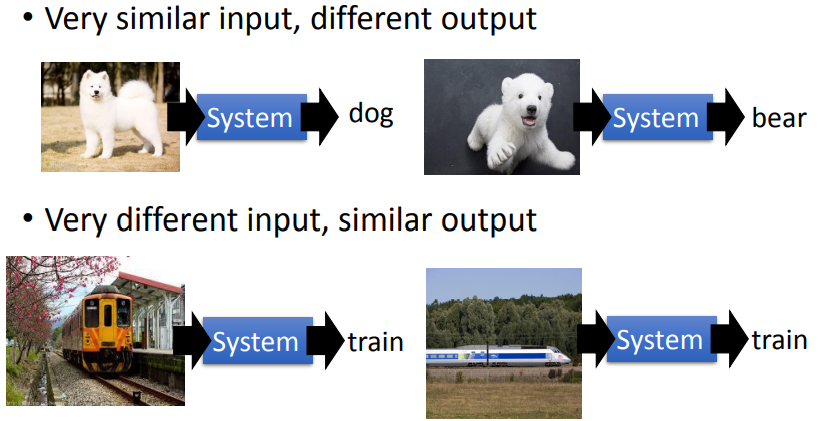 • Very similar input, different output
System
dog
System
bear
• Very different input, similar output
System
train
System
train